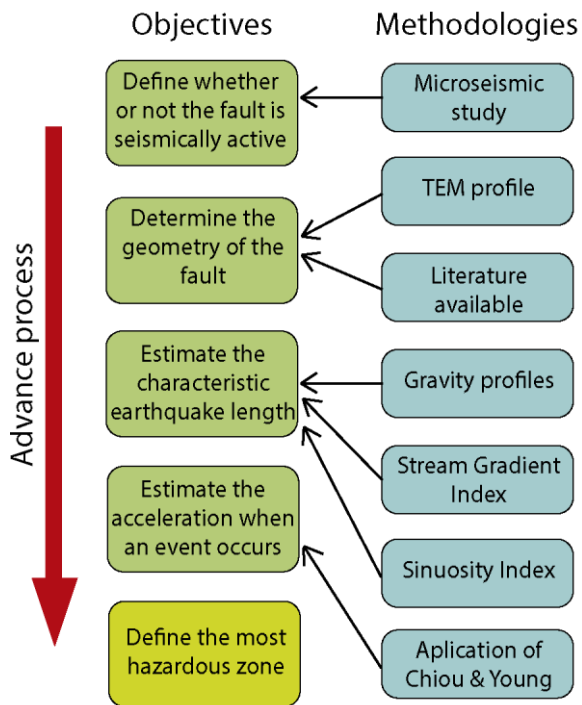 Objectives
Define whether
or not the fault is
seismically active
Determine the
geometry of the
fault
Estimate the
characteristic
earthquake length
Estimate the
acceleration when
an event occurs
Define the most
hazardous zone
Methodologies
Microseismic
study
TEM profile
Literature
available
Gravity profiles
Stream Gradient
Index
Sinuosity Index
Aplication of
Chiou & Young
Advance process